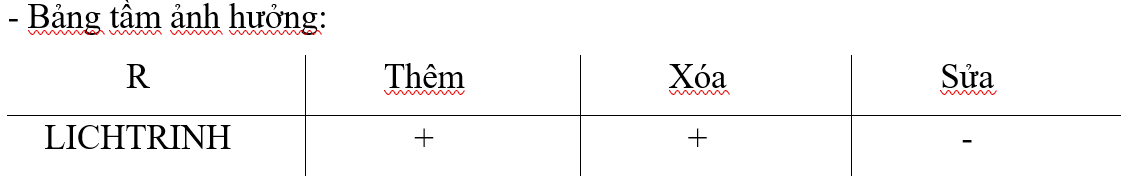 - Bảng tầm ảnh hưởng:
R Thêm Xóa Sửa
LICHTRINH + + -